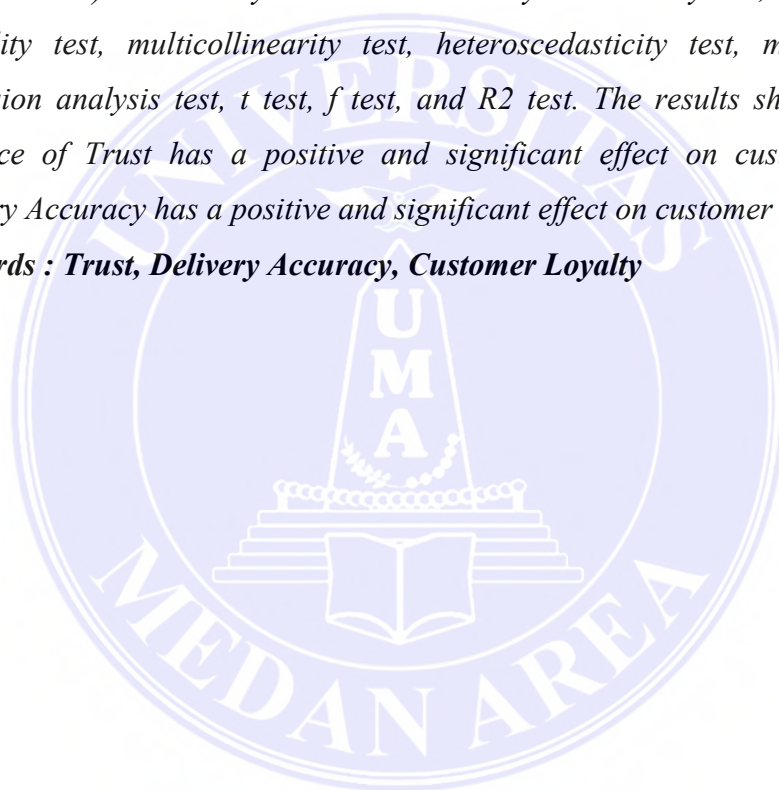 ity test, multicollinearity test, heteroscedasticity test, m
ion analysis test, t test, f test, and R2 test. The results sh
ce of Trust has a positive and significant effect on cus
ry Accuracy has a positive and significant effect on customer
rds : Trust, Delivery Accuracy, Customer Loyalty
UNIVERSITAS
UMA
MEDAN AREA